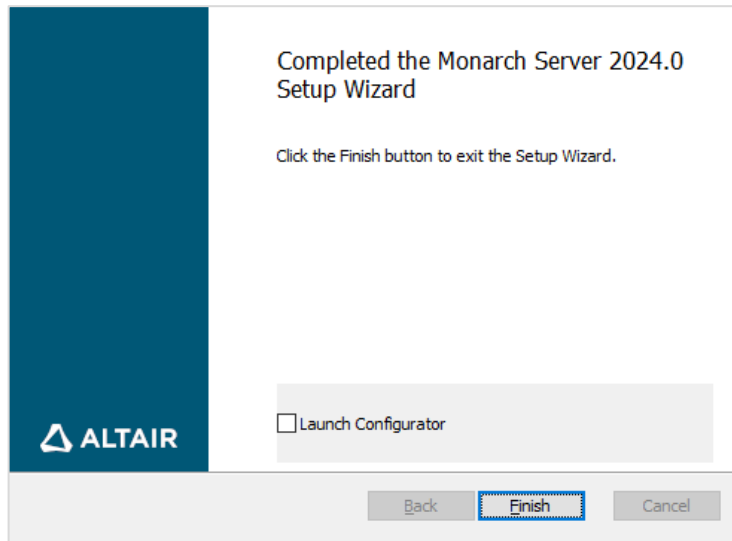 Completed the Monarch Server 2024.0
Setup Wizard
Click the Finish button to exit the Setup Wizard.
Launch Configurator
ALTAIR
Back Finish Cancel